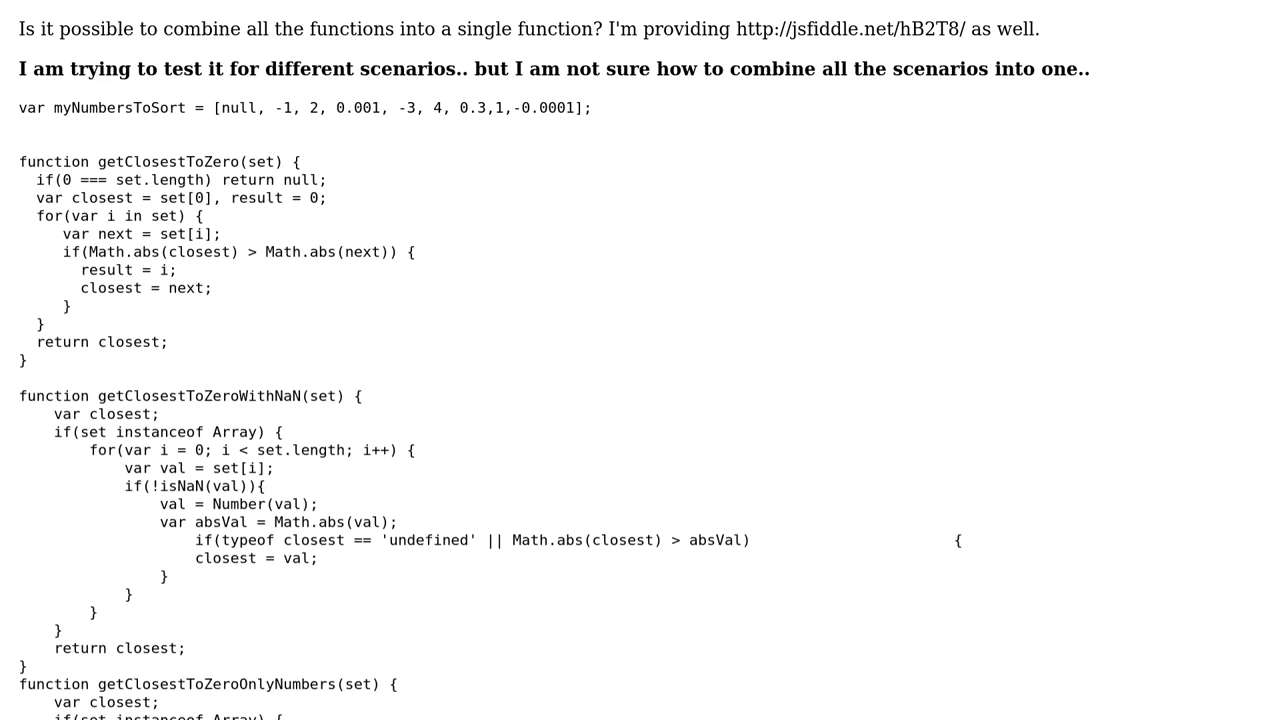 Is it possible to combine all the functions into a single function? I'm providing http://jsfiddle.net/hB2T8/ as well.
I am trying to test it for different scenarios.. but I am not sure how to combine all the scenarios into one..
var myNumbersToSort = [null, -1, 2, 0.001, -3, 4, 0.3,1,-0.0001];
function getClosestToZero(set) {
  if(0 === set.length) return null;
  var closest = set[0], result = 0;
  for(var i in set) {
     var next = set[i];
     if(Math.abs(closest) > Math.abs(next)) {
       result = i;
       closest = next;
     }
  }
  return closest;
}
function getClosestToZeroWithNaN(set) {
    var closest;
    if(set instanceof Array) {
        for(var i = 0; i < set.length; i++) {
            var val = set[i];
            if(!isNaN(val)){
                val = Number(val);
                var absVal = Math.abs(val);
                    if(typeof closest == 'undefined' || Math.abs(closest) > absVal)                       {
                    closest = val;
                }
            }
        }
    }
    return closest;
}
function getClosestToZeroOnlyNumbers(set) {
    var closest;
    if(set instanceof Array) {